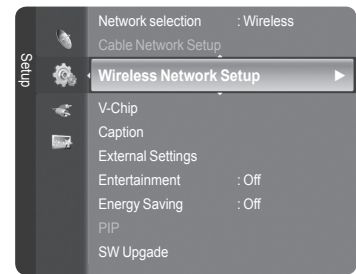 Setup
Network selection : Wireless
Cable Network Setup
Wireless Network Setup
V-Chip
Caption
External Settings
Entertainment : Off
Energy Saving : Off
PIP
SW Upgade